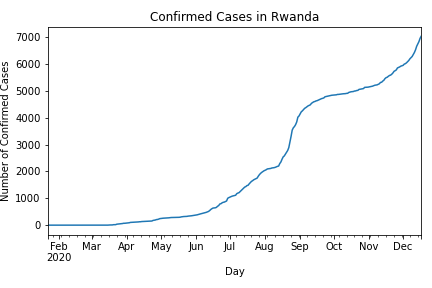 Confirmed Cases in Rwanda
Number of Confirmed Cases
7000
6000
5000
4000
3000
2000
1000
0
Feb Mar Apr May Jun Jul Aug Sep Oct Nov Dec
2020
Day